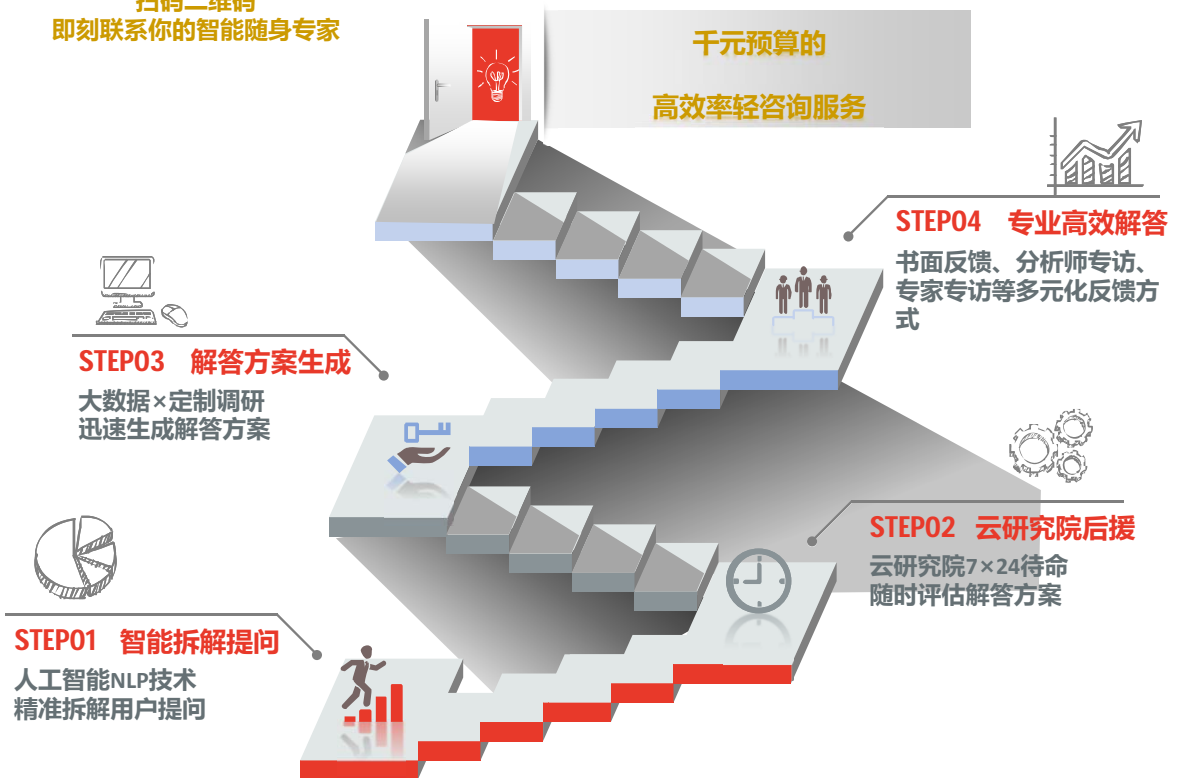 扫码二维码
即刻联系你的智能随身专家
千元预算的
高效率轻咨询服务
STEP04 专业高效解答
书面反馈、分析师专访、
专家专访等多元化反馈方
式
STEP03 解答方案生成
大数据×定制调研
迅速生成解答方案
STEP02 云研究院后援
云研究院7×24待命
随时评估解答方案
STEP01 智能拆解提问
人工智能NLP技术
精准拆解用户提问